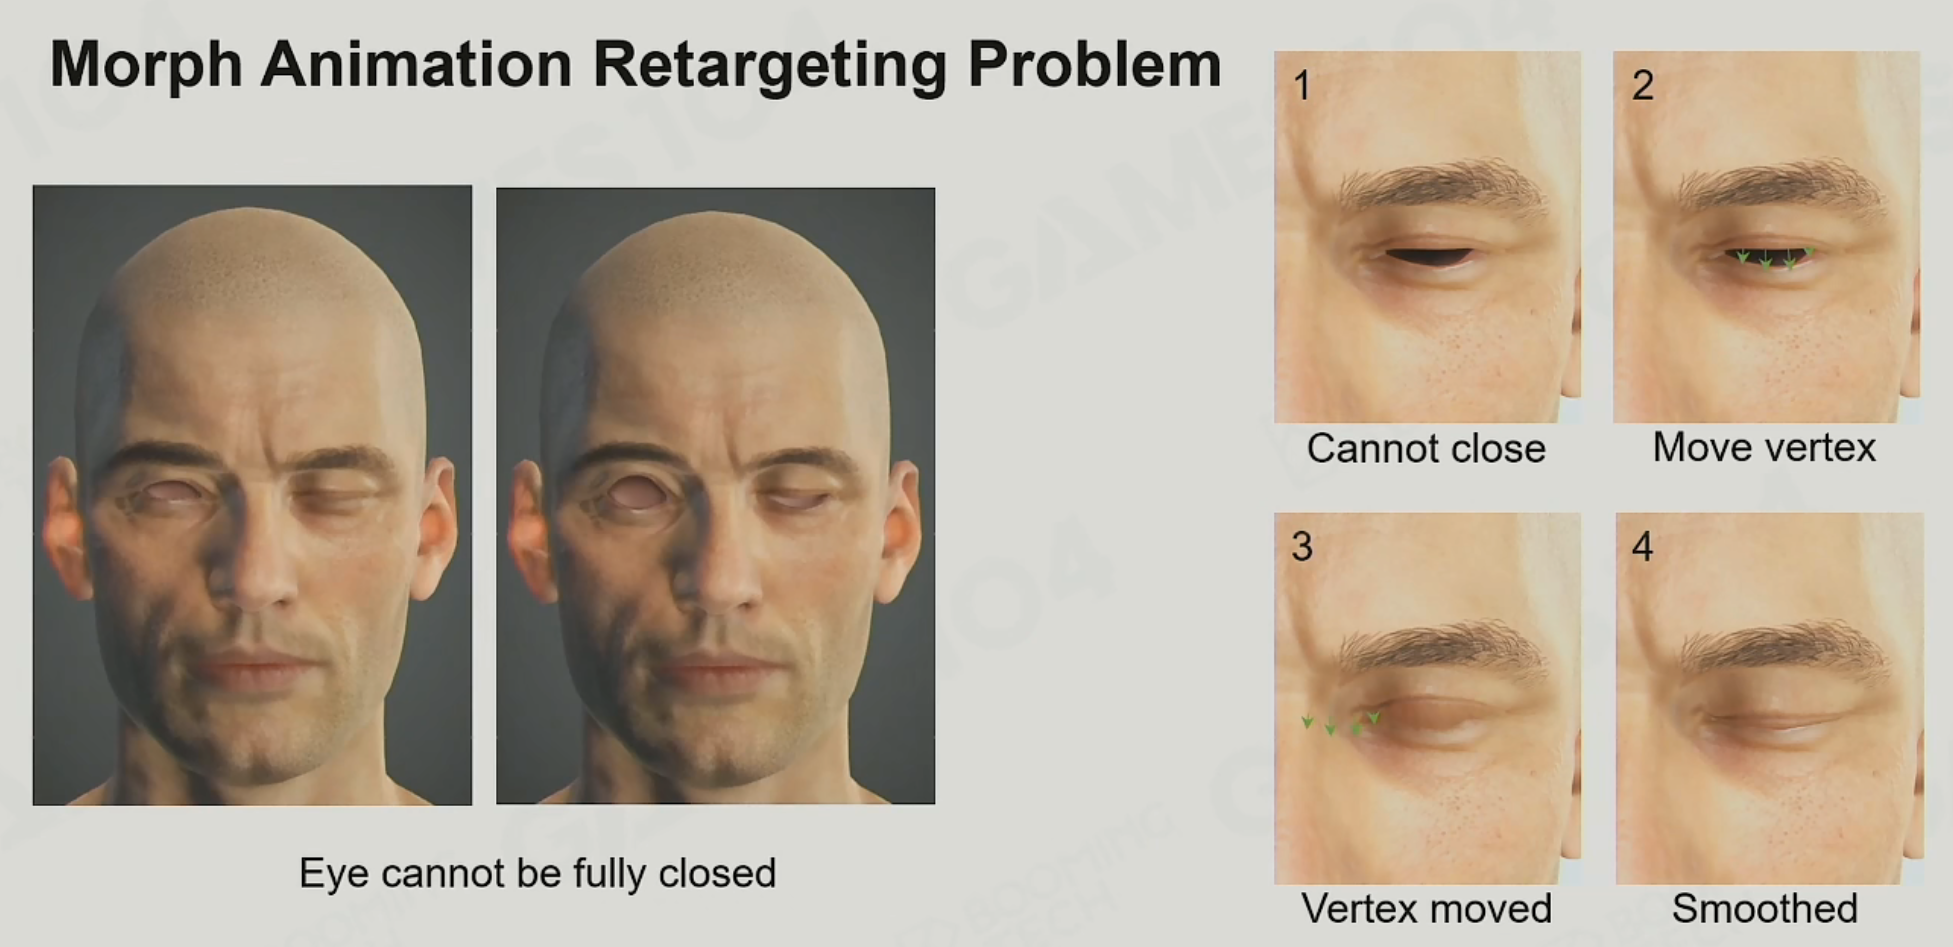 Morph Animation Retargeting Problem
Eye cannot be fully closed
1
Cannot close
2
Move vertex
3
Vertex moved
4
Smoothed
GAMES104